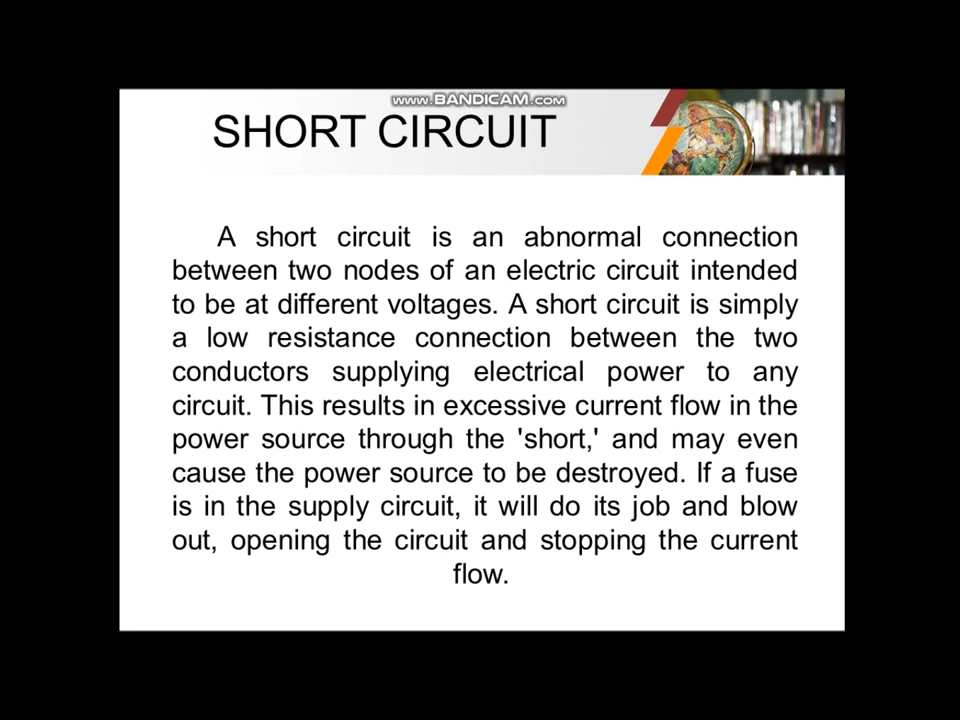 www.BANDICAM.com
SHORT CIRCUIT
A short circuit is an abnormal connection
between two nodes of an electric circuit intended
to be at different voltages. A short circuit is simply
a low resistance connection between the two
conductors supplying electrical power to any
circuit. This results in excessive current flow in the
power source through the 'short,' and may even
cause the power source to be destroyed. If a fuse
is in the supply circuit, it will do its job and blow
out, opening the circuit and stopping the current
flow.